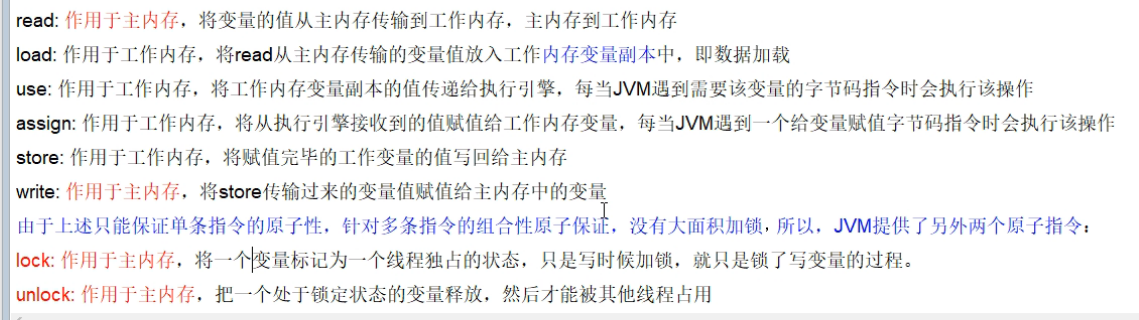 read: 作用于主内存，将变量的值从主内存传输到工作内存，主内存到工作内存
load: 作用于工作内存，将read从主内存传输的变量值放入工作内存变量副本中，即数据加载
use: 作用于工作内存，将工作内存变量副本的值传递给执行引擎，每当JVM遇到需要该变量的字节码指令时会执行该操作
assign: 作用于工作内存，将从执行引擎接收到的值赋值给工作内存变量，每当JVM遇到一个给变量赋值字节码指令时会执行该操作
store: 作用于工作内存，将赋值完毕的工作变量的值写回给主内存
write: 作用于主内存，将store传输过来的变量值赋值给主内存中的变量
由于上述只能保证单条指令的原子性，针对多条指令的组合性原子保证，没有大面积加锁，所以，JVM提供了另外两个原子指令：
lock: 作用于主内存，将一个变量标记为一个线程独占的状态，只是写时候加锁，就只是锁了写变量的过程。
unlock: 作用于主内存，把一个处于锁定状态的变量释放，然后才能被其他线程占用